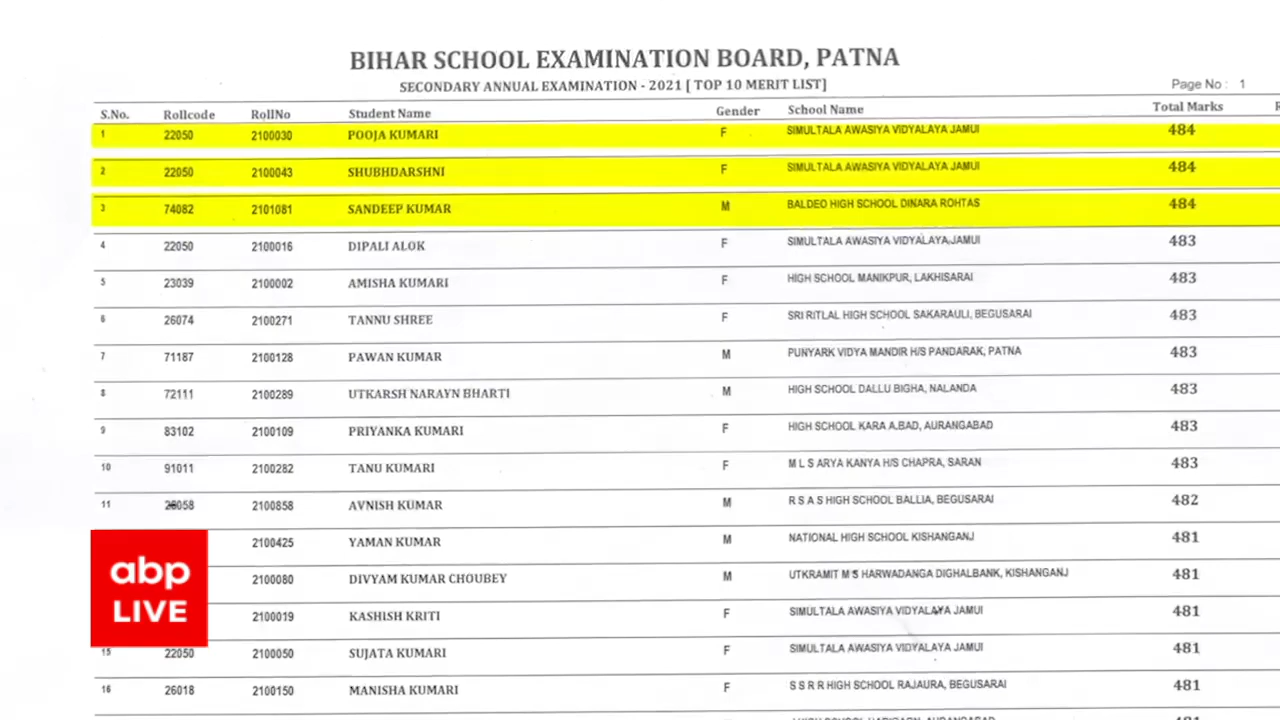 BIHAR SCHOOL EXAMINATION BOARD, PATNA
SECONDARY ANNUAL EXAMINATION - 2021 [ TOP 10 MERIT LIST]
Page No : 1
S.No. Rollcode RollNo Student Name Gender School Name Total Marks R
1 22050 2100030 POOJA KUMARI F SIMULTALA AWASIYA VIDYALAYA JAMUI 484
2 22050 2100043 SHUBHDARSHNI F SIMULTALA AWASIYA VIDYALAYA JAMUI 484
3 74082 2101081 SANDEEP KUMAR M BALDEO HIGH SCHOOL DINARA ROHTAS 484
4 22050 2100016 DIPALI ALOK F SIMULTALA AWASIYA VIDYALAYA JAMUI 483
5 23039 2100002 AMISHA KUMARI F HIGH SCHOOL MANIKPUR, LAKHISARAI 483
6 26074 2100271 TANNU SHREE F SRI RITLAL HIGH SCHOOL SAKARAULI, BEGUSARAI 483
7 71187 2100128 PAWAN KUMAR M PUNYARK VIDYA MANDIR H/S PANDARAK, PATNA 483
8 72111 2100289 UTKARSH NARAYN BHARTI M HIGH SCHOOL DALLU BIGHA, NALANDA 483
9 83102 2100109 PRIYANKA KUMARI F HIGH SCHOOL KARA A.BAD, AURANGABAD 483
10 91011 2100282 TANU KUMARI F M L S ARYA KANYA H/S CHAPRA, SARAN 483
11 26058 2100858 AVNISH KUMAR M R S A S HIGH SCHOOL BALLIA, BEGUSARAI 482
2100425 YAMAN KUMAR M NATIONAL HIGH SCHOOL KISHANGANJ 481
2100080 DIVYAM KUMAR CHOUBEY M UTKRAMIT M S HARWADANGA DIGHALBANK, KISHANGANJ 481
2100019 KASHISH KRITI F SIMULTALA AWASIYA VIDYALAYA JAMUI 481
15 22050 2100050 SUJATA KUMARI F SIMULTALA AWASIYA VIDYALAYA JAMUI 481
16 26018 2100150 MANISHA KUMARI F S S R R HIGH SCHOOL RAJAURA, BEGUSARAI 481
abp
LIVE